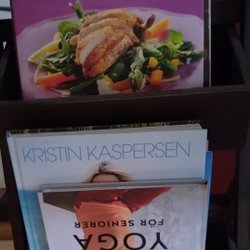 KRISTIN KASPERSEN
YOGA
FÖR SENIORER